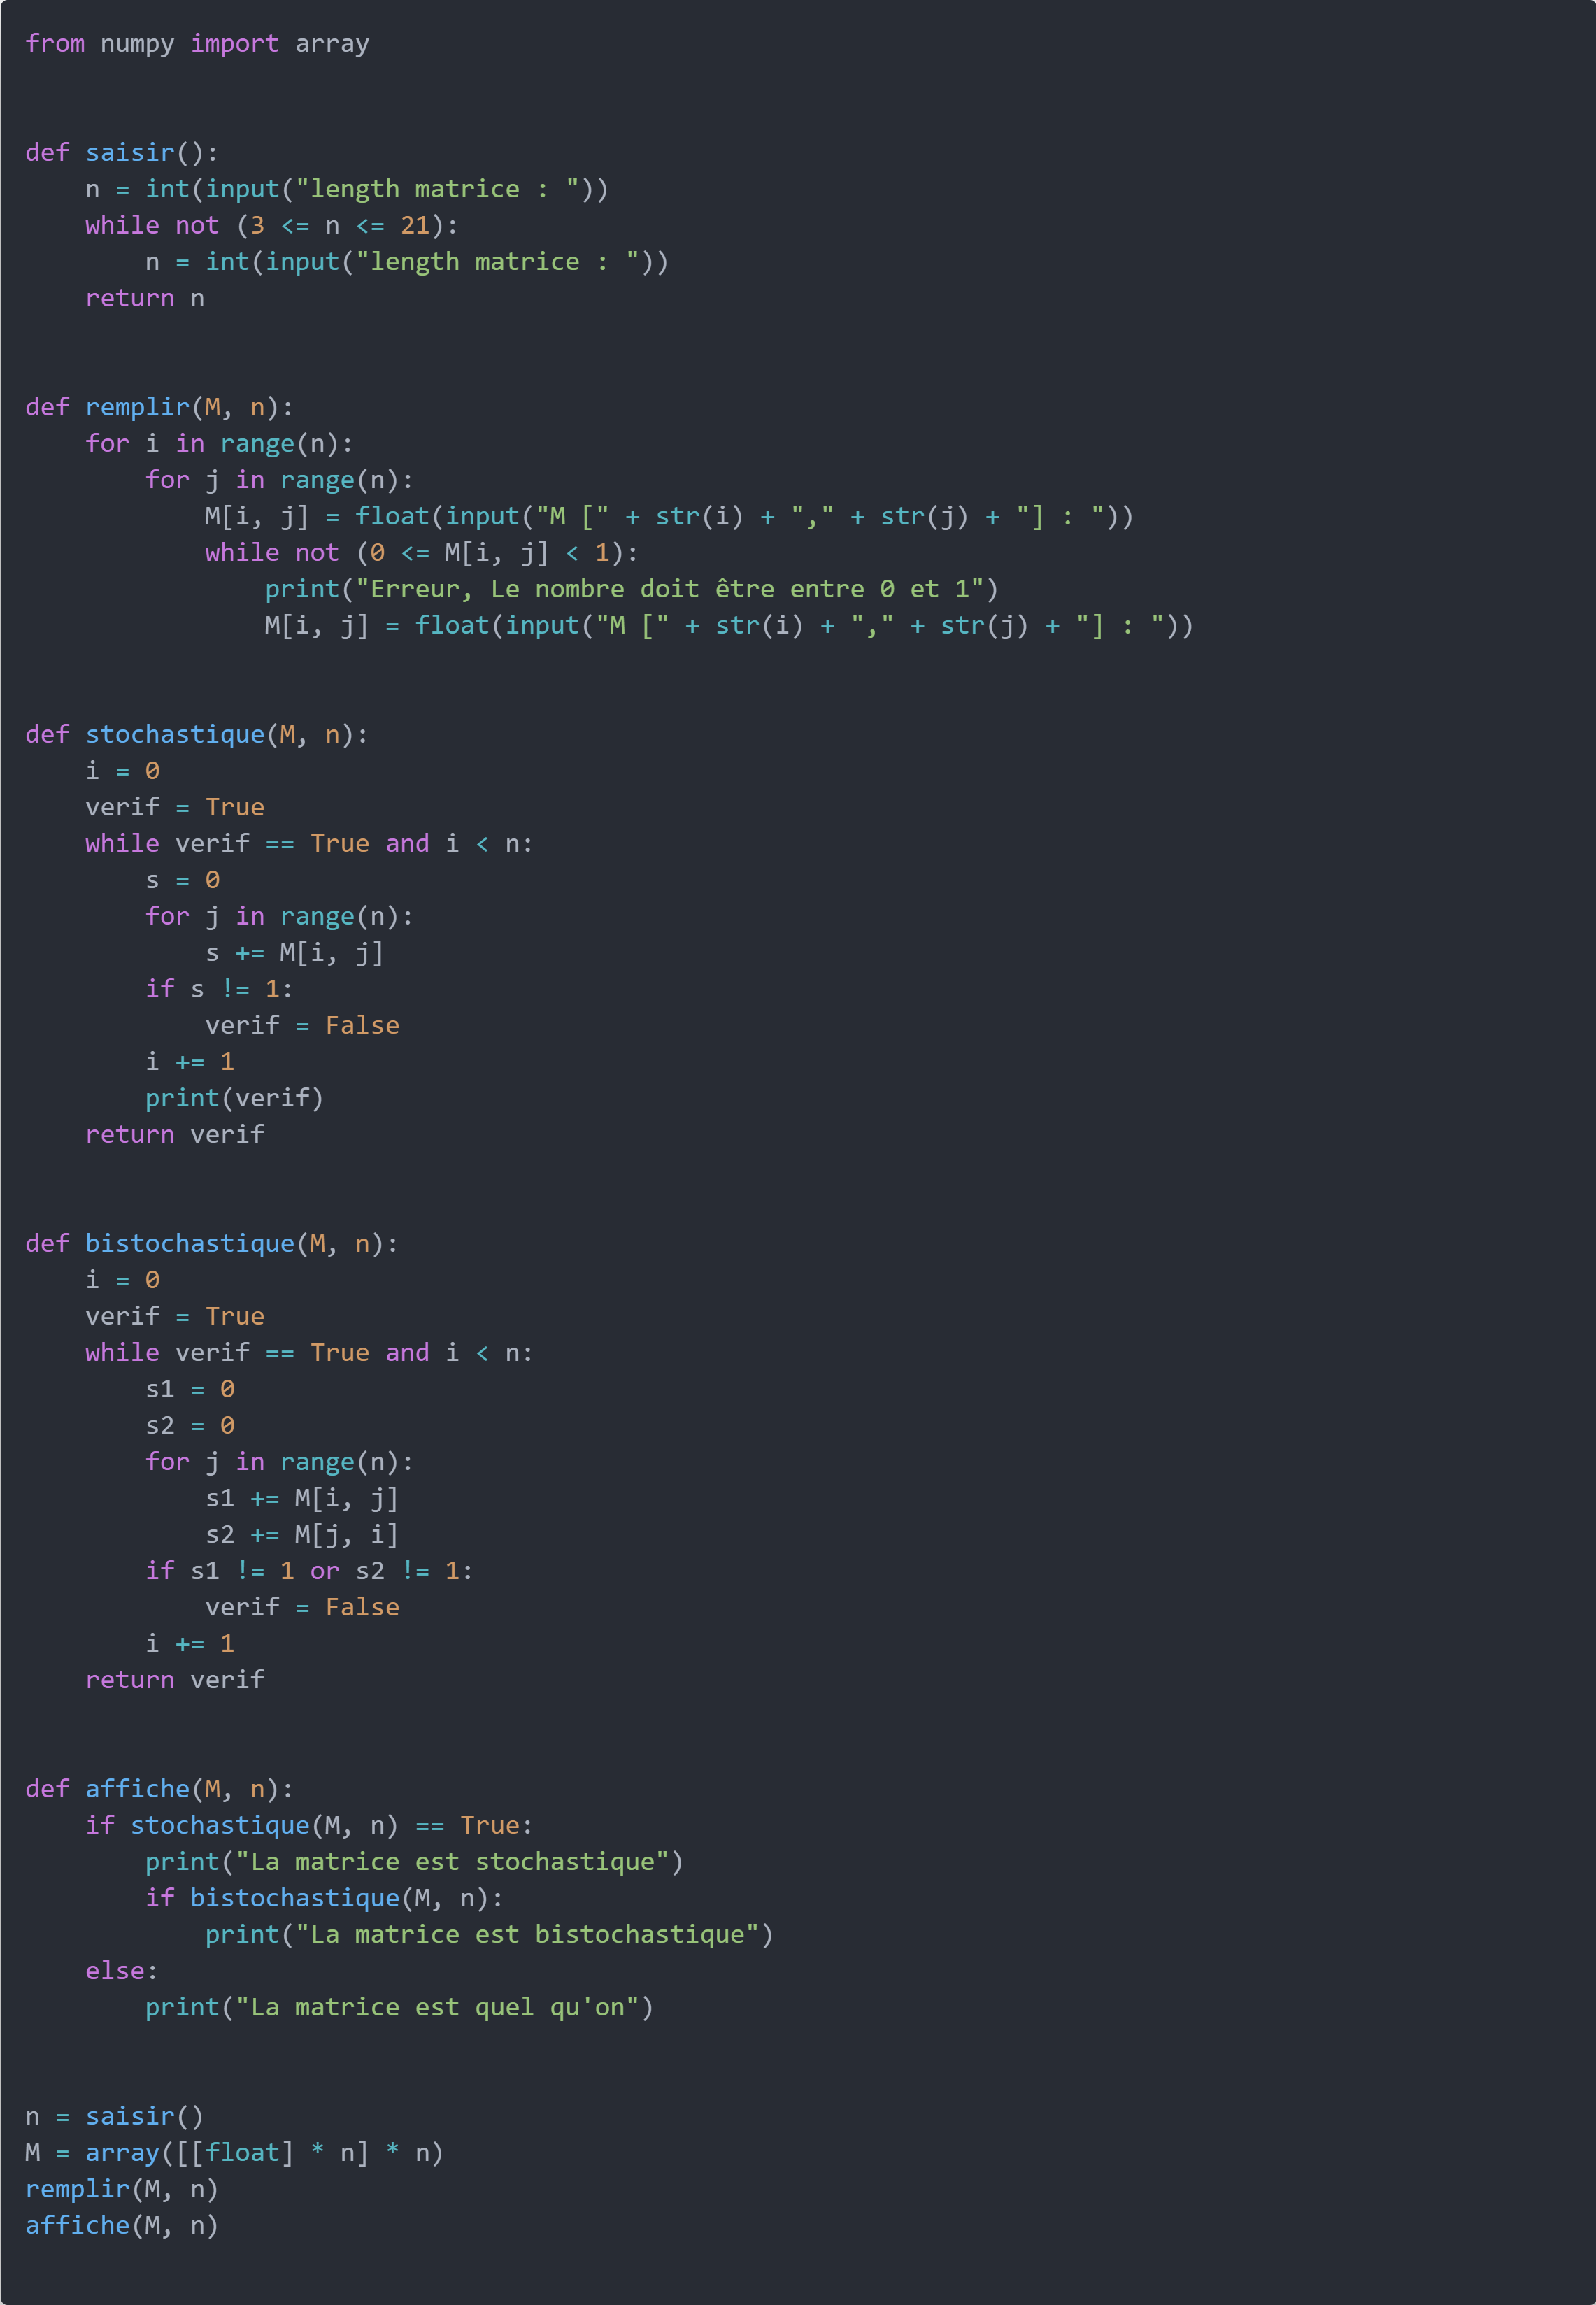 from numpy import array
def saisir():
    n = int(input("length matrice : "))
    while not (3 <= n <= 21):
        n = int(input("length matrice : "))
    return n
def remplir(M, n):
    for i in range(n):
        for j in range(n):
            M[i, j] = float(input("M [" + str(i) + "," + str(j) + "] : "))
            while not (0 <= M[i, j] < 1):
                print("Erreur, Le nombre doit être entre 0 et 1")
                M[i, j] = float(input("M [" + str(i) + "," + str(j) + "] : "))
def stochastique(M, n):
    i = 0
    verif = True
    while verif == True and i < n:
        s = 0
        for j in range(n):
            s += M[i, j]
        if s != 1:
            verif = False
        i += 1
        print(verif)
    return verif
def bistochastique(M, n):
    i = 0
    verif = True
    while verif == True and i < n:
        s1 = 0
        s2 = 0
        for j in range(n):
            s1 += M[i, j]
            s2 += M[j, i]
        if s1 != 1 or s2 != 1:
            verif = False
        i += 1
    return verif
def affiche(M, n):
    if stochastique(M, n) == True:
        print("La matrice est stochastique")
        if bistochastique(M, n):
            print("La matrice est bistochastique")
    else:
        print("La matrice est quel qu'on")
n = saisir()
M = array([[float] * n] * n)
remplir(M, n)
affiche(M, n)